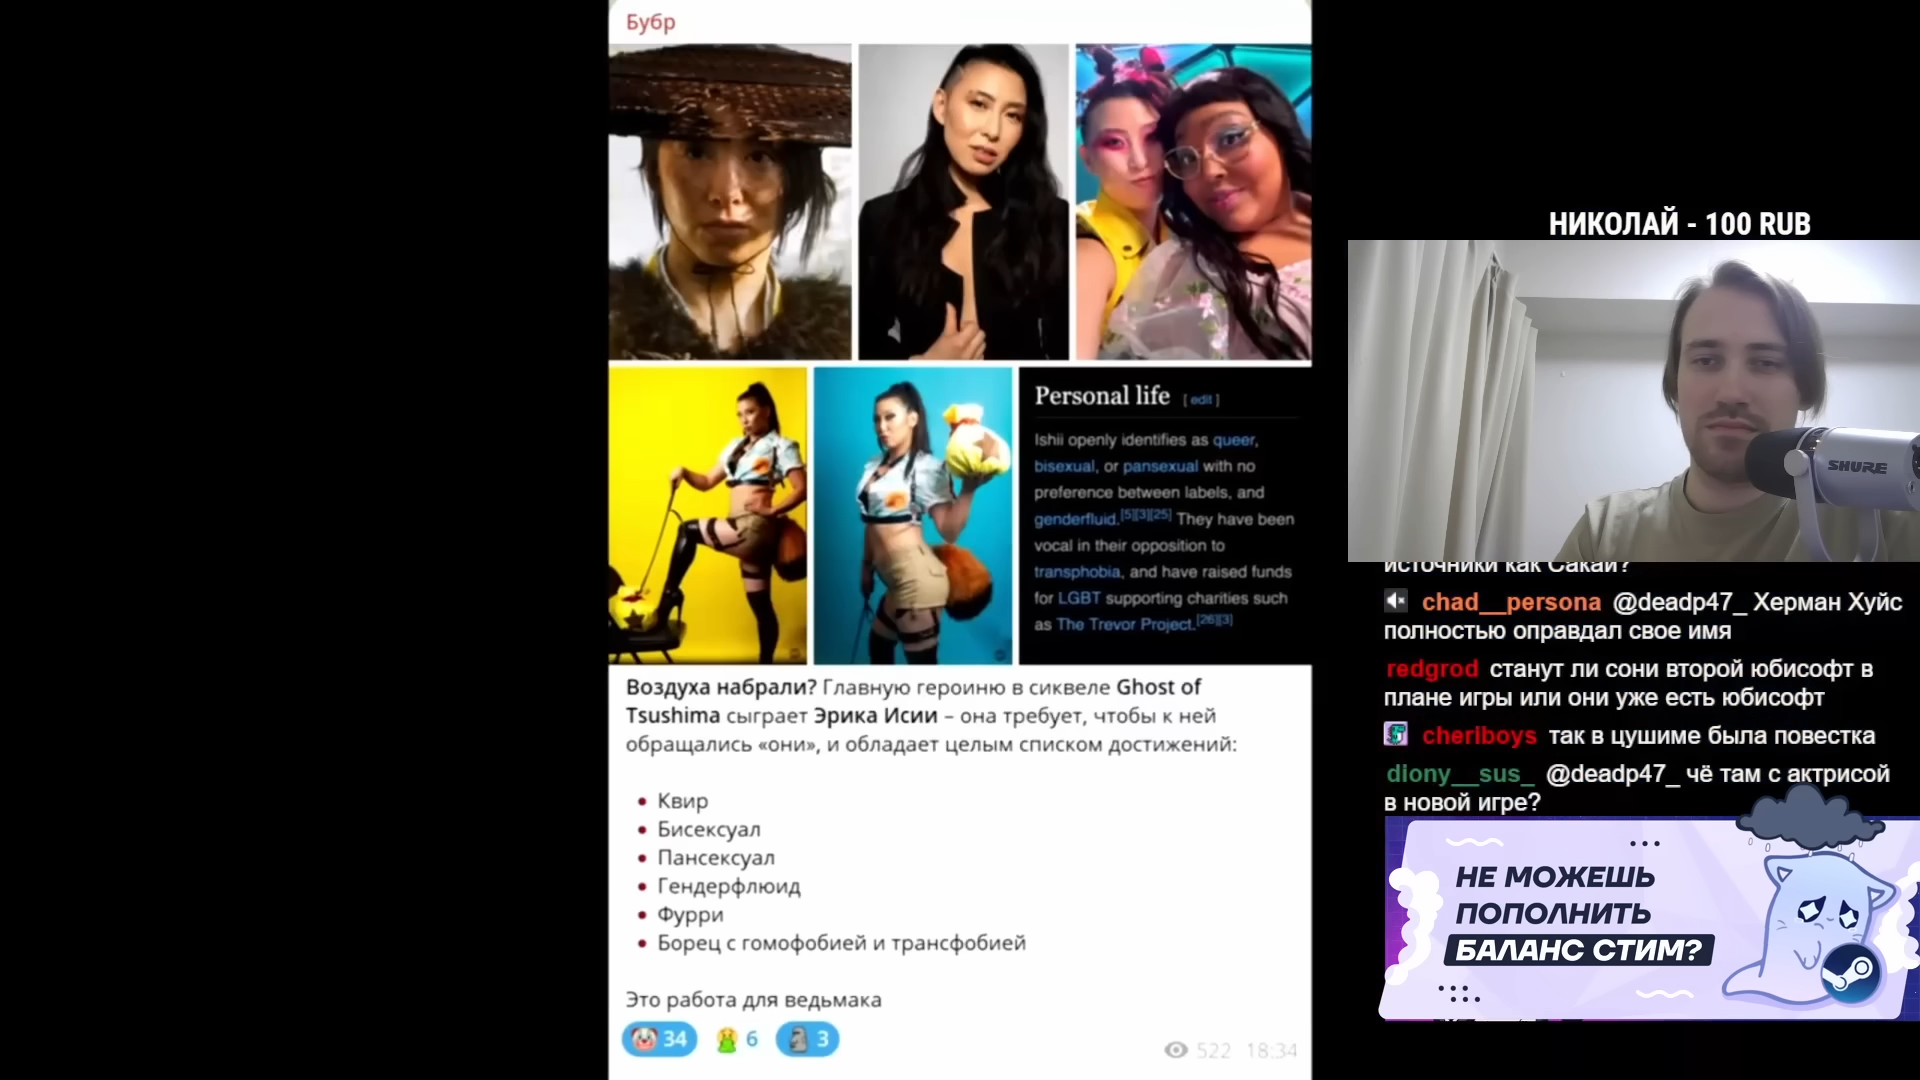 Бубр
Personal life [ edit ]
Ishii openly identifies as queer,
bisexual, or pansexual with no
preference between labels, and
genderfluid.[5][3][25] They have been
vocal in their opposition to
transphobia, and have raised funds
for LGBT supporting charities such
as The Trevor Project.[26][3]
Воздуха набрали? Главную героиню в сиквеле Ghost of
Tsushima сыграет Эрика Исии – она требует, чтобы к ней
обращались «они», и обладает целым списком достижений:
• Квир
• Бисексуал
• Пансексуал
• Гендерфлюид
• Фурри
• Борец с гомофобией и трансфобией
Это работа для ведьмака
34 6 3
522 18:34
НИКОЛАЙ - 100 RUB
SHURE
источники как Сакай?
chad__persona @deadp47_ Херман Хуйс
полностью оправдал свое имя
redgrod станут ли сони второй юбисофт в
плане игры или они уже есть юбисофт
cherlboys так в цушиме была повестка
diony__sus_ @deadp47_ чё там с актрисой
в новой игре?
НЕ МОЖЕШЬ
ПОПОЛНИТЬ
БАЛАНС СТИМ?